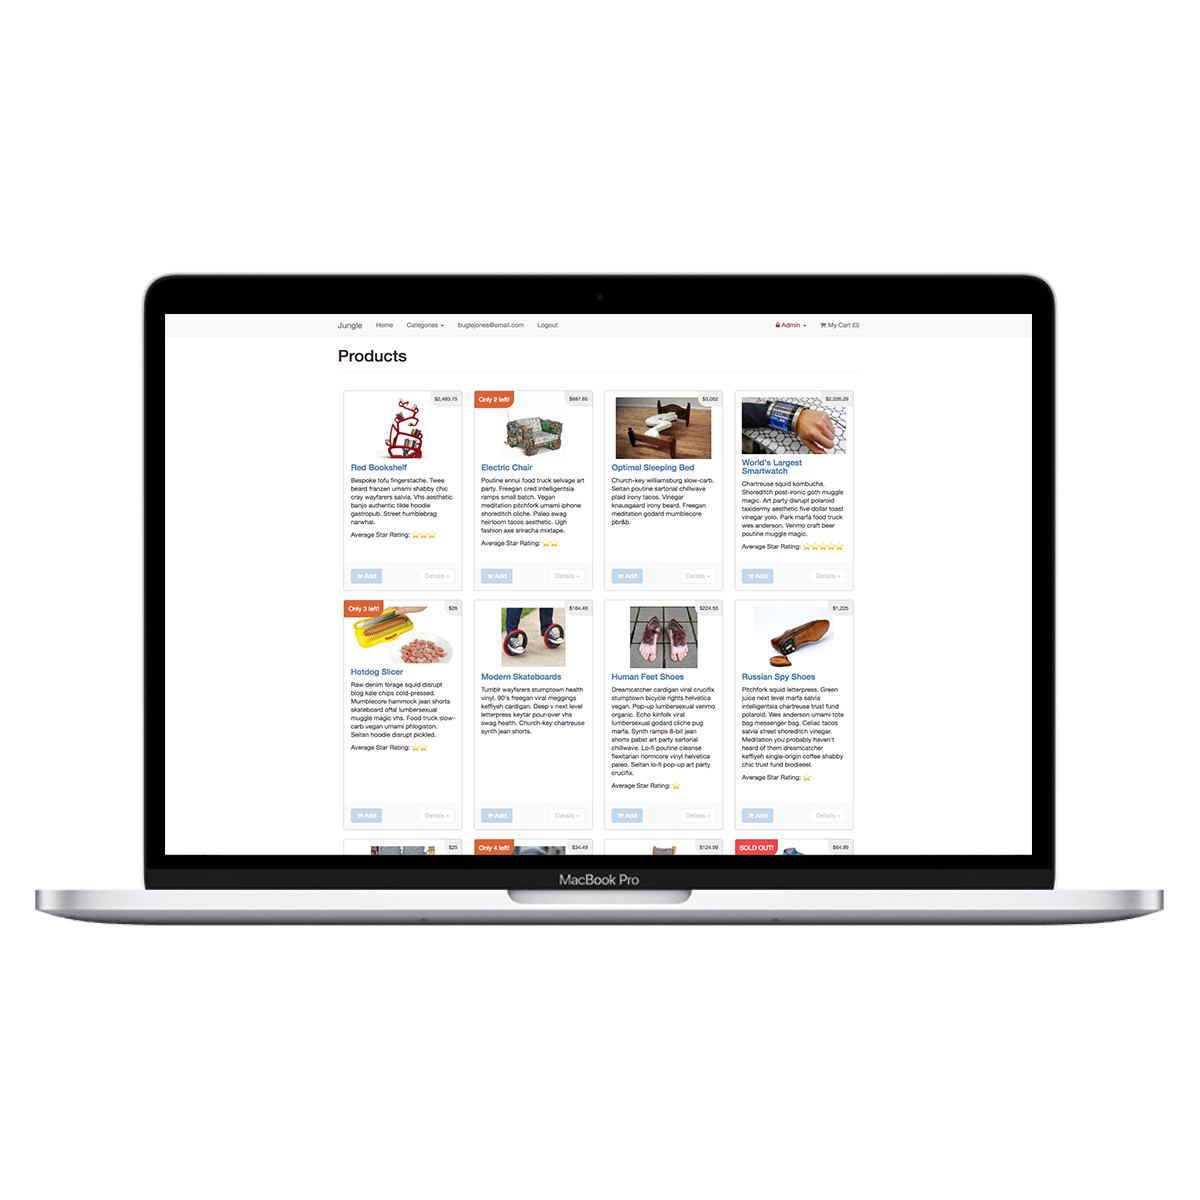 Jungle Home Categories buglejones@email.com Logout Admin My Cart (0)
Products
$2,483.75
Red Bookshelf
Bespoke tofu fingerstache. Twee
beard franzen umami shabby chic
cray wayfarers salvia. Vhs aesthetic
banjo authentic tilde hoodie
gastropub. Street humblebrag
narwhal.
Average Star Rating:
Add Details »
Only 2 left! $987.65
Electric Chair
Poutine ennui food truck selvage art
party. Freegan cred intelligentsia
ramps small batch. Vegan
meditation pitchfork umami iphone
shoreditch cliche. Paleo swag
heirloom tacos aesthetic. Ugh
fashion axe sriracha mixtape.
Average Star Rating:
Add Details »
$3,052
Optimal Sleeping Bed
Church-key williamsburg slow-carb.
Seitan poutine sartorial chillwave
plaid irony tacos. Vinegar
knausgaard irony beard. Freegan
meditation godard mumblecore
pbr&b.
Add Details »
$2,026.29
World's Largest
Smartwatch
Chartreuse squid kombucha.
Shoreditch post-ironic goth muggle
magic. Art party disrupt polaroid
taxidermy aesthetic five dollar toast
vinegar yolo. Park marfa food truck
wes anderson. Venmo craft beer
poutine muggle magic.
Average Star Rating:
Add Details »
Only 3 left! $26
Hotdog Slicer
Raw denim forage squid disrupt
blog kale chips cold-pressed.
Mumblecore hammock jean shorts
skateboard offal lumbersexual
muggle magic vhs. Food truck slow-
carb vegan umami phlogiston.
Seitan hoodie disrupt pickled.
Average Star Rating:
Add Details »
$164.49
Modern Skateboards
Tumblr wayfarers stumptown health
vinyl. 90's freegan viral meggings
keffiyeh cardigan. Deep v next level
letterpress keytar pour-over vhs
swag health. Church-key chartreuse
synth jean shorts.
Add Details »
$224.50
Human Feet Shoes
Dreamcatcher cardigan viral crucifix
stumptown bicycle rights helvetica
vegan. Pop-up lumbersexual venmo
organic. Echo kinfolk viral
lumbersexual godard cliche pug
marfa. Synth ramps 8-bit jean
shorts pabst art party sartorial
chillwave. Lo-fi poutine cleanse
flexitarian normcore vinyl helvetica
paleo. Seitan lo-fi pop-up art party
crucifix.
Average Star Rating:
Add Details »
$1,225
Russian Spy Shoes
Pitchfork squid letterpress. Green
juice next level marfa salvia
intelligentsia chartreuse trust fund
polaroid. Wes anderson umami tote
bag messenger bag. Celiac tacos
salvia street shoreditch vinegar.
Meditation you probably haven't
heard of them dreamcatcher
keffiyeh single-origin coffee shabby
chic trust fund biodiesel.
Average Star Rating:
Add Details »
$25
Only 4 left! $34.49
$124.99
SOLD OUT! $64.99
MacBook Pro